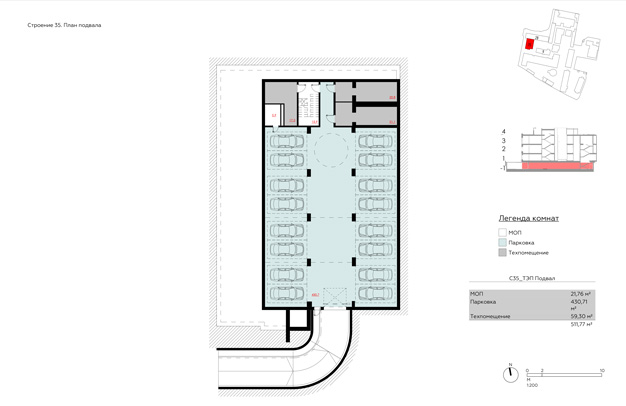 Строение 35. План подвала
4
3
2
1
-1
Легенда комнат
МОП
Парковка
Техпомещение
С35_ТЭП Подвал
МОП 21,76 м²
Парковка 430,71 м²
Техпомещение 59,30 м²
511,77 м²
N
0 2 10
М
1:200